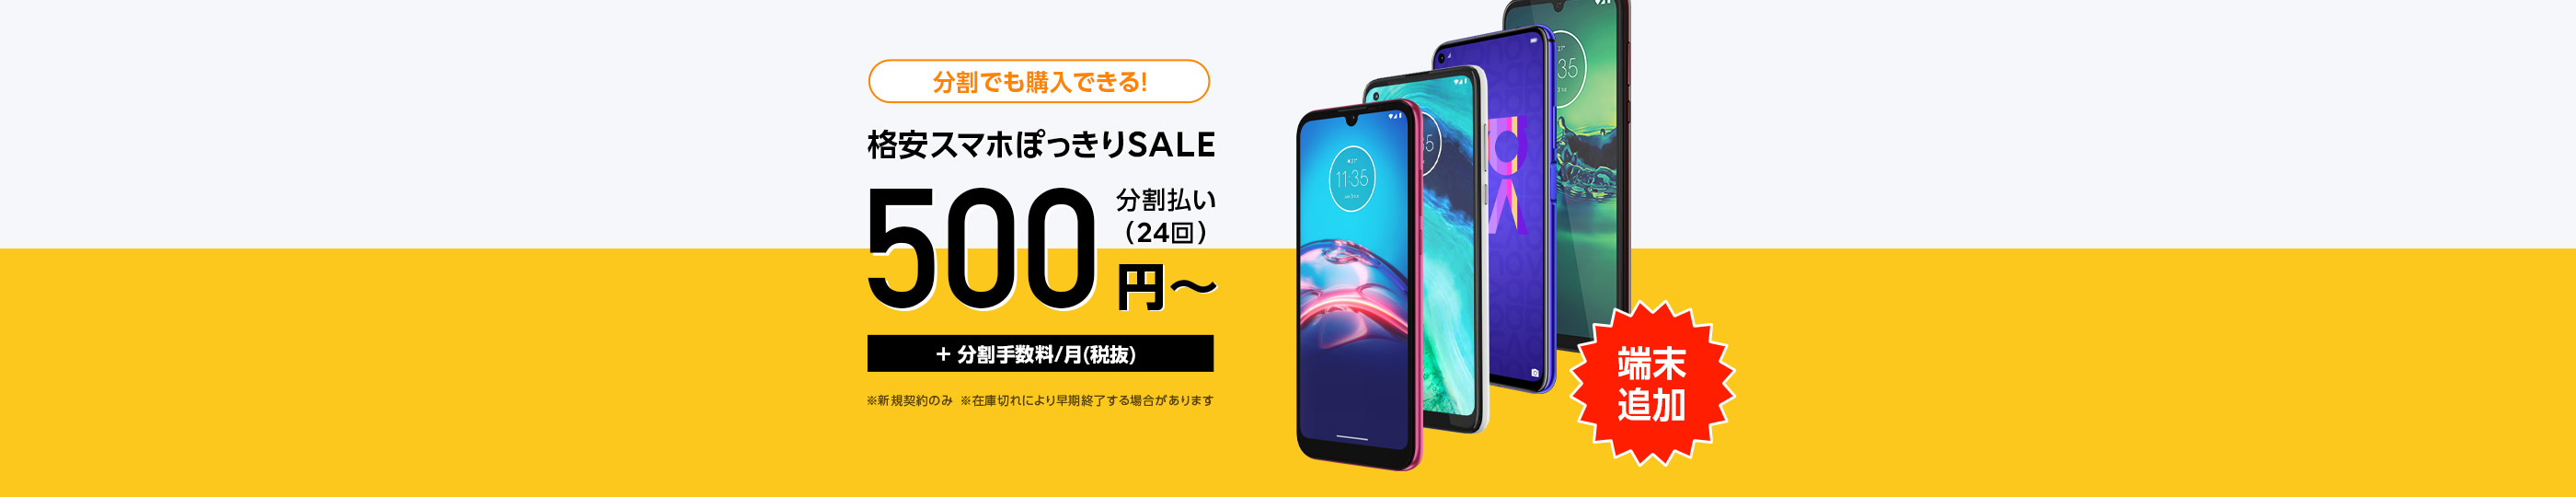 分割でも購入できる!
格安スマホぽっきりSALE
500
分割払い
（24回）
円～
+ 分割手数料/月(税抜)
※新規契約のみ ※在庫切れにより早期終了する場合があります
11:35
端末
追加